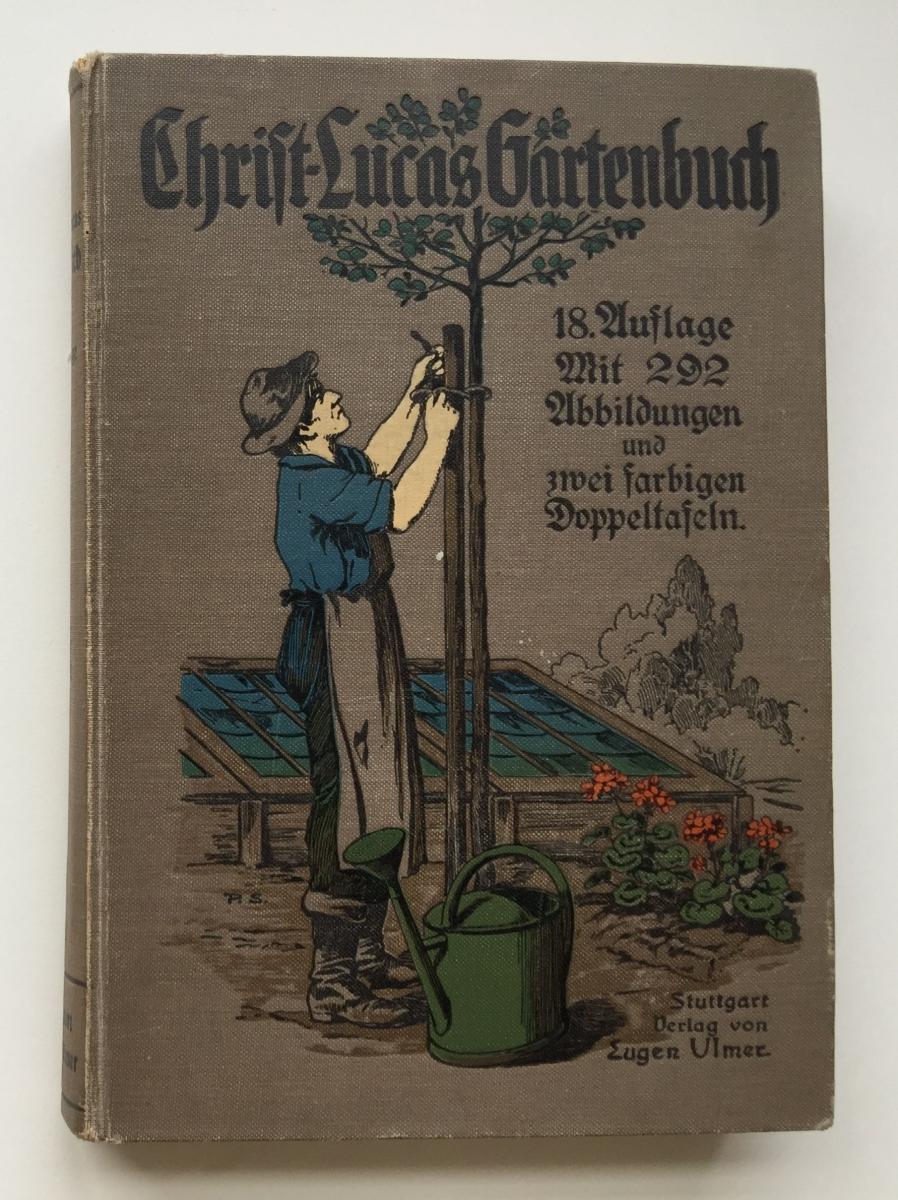 Christ-Lucas Gartenbuch
18. Auflage
Mit 292
Abbildungen
und
zwei farbigen
Doppeltafeln.
P. S.
Stuttgart
Verlag von
Eugen Ulmer